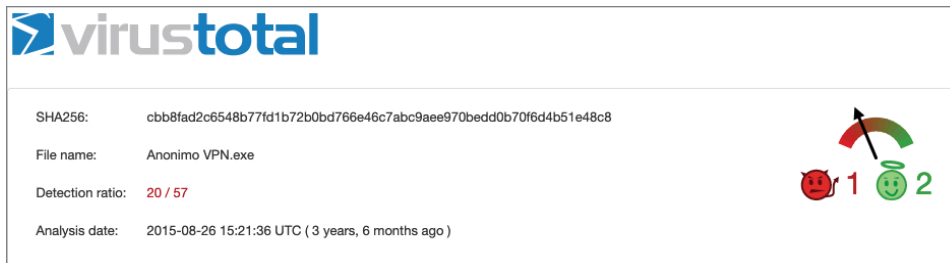 virustotal
SHA256: cbb8fad2c6548b77fd1b72b0bd766e46c7abc9aee970bedd0b70f6d4b51e48c8
File name: Anonimo VPN.exe
Detection ratio: 20 / 57
1 2
Analysis date: 2015-08-26 15:21:36 UTC ( 3 years, 6 months ago )